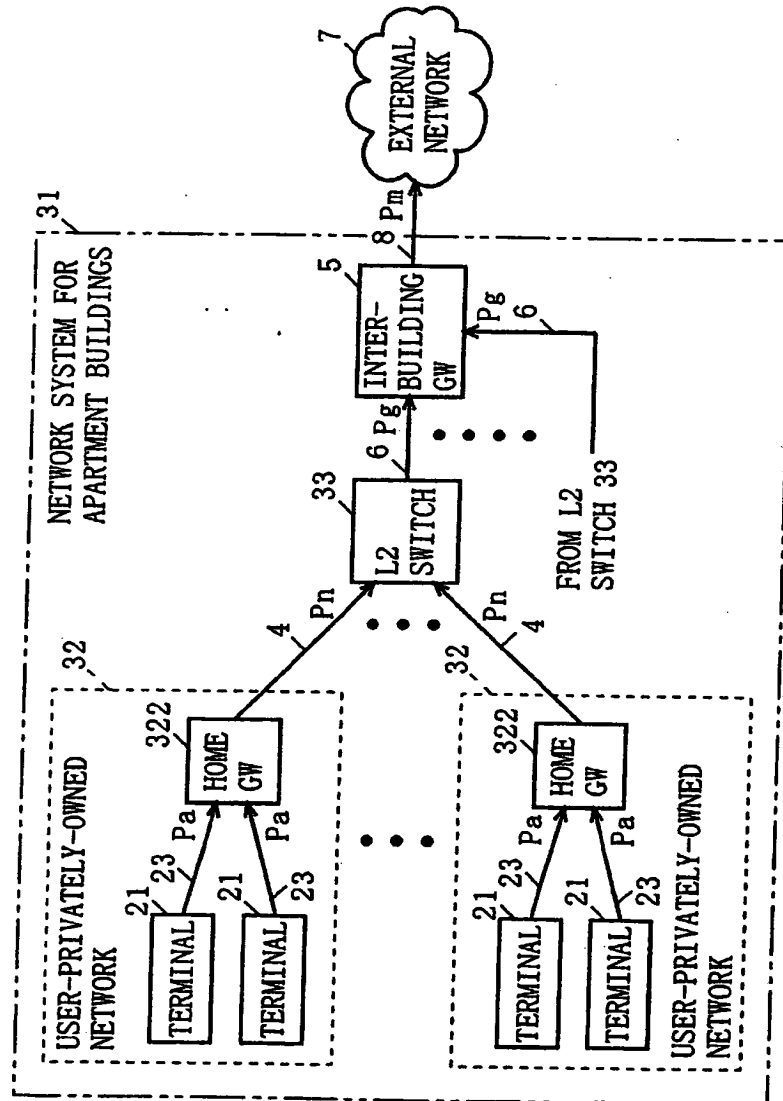 NETWORK SYSTEM FOR
APARTMENT BUILDINGS
31
USER-PRIVATELY-OWNED
NETWORK
32
TERMINAL
21
23
Pa
TERMINAL
21
23
Pa
HOME
GW
322
4
Pn
L2
SWITCH
33
6
Pg
INTER-
BUILDING
GW
5
8
Pm
EXTERNAL
NETWORK
7
Pg
6
FROM L2
SWITCH 33
32
TERMINAL
21
23
Pa
TERMINAL
21
23
Pa
HOME
GW
322
4
Pn
USER-PRIVATELY-OWNED
NETWORK